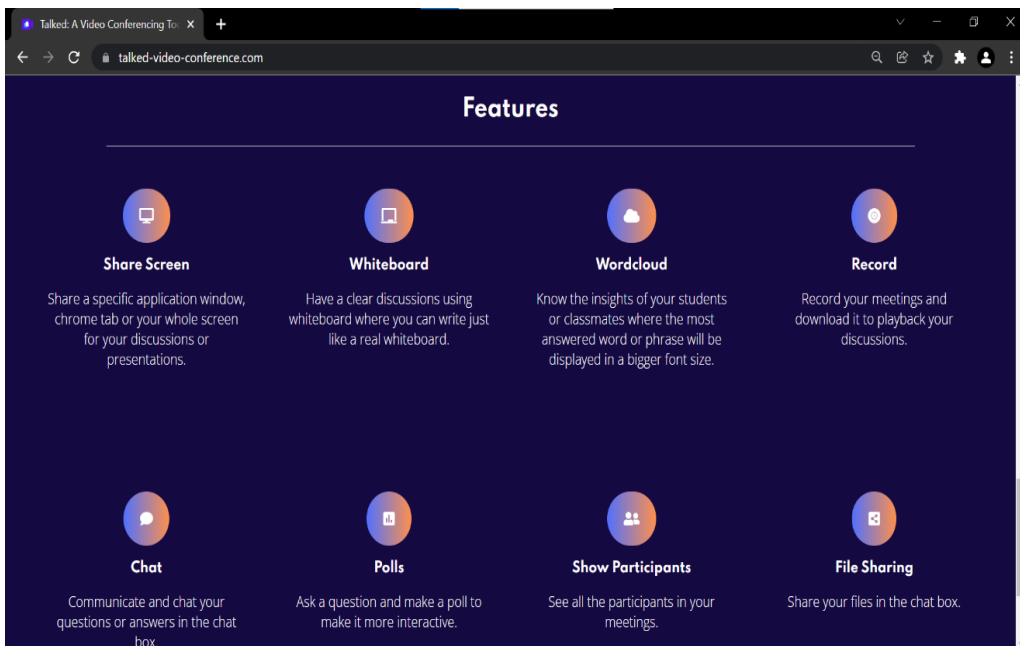 Talked: A Video Conferencing To
talked-video-conference.com
Features
Share Screen
Share a specific application window,
chrome tab or your whole screen
for your discussions or
presentations.
Whiteboard
Have a clear discussions using
whiteboard where you can write just
like a real whiteboard.
Wordcloud
Know the insights of your students
or classmates where the most
answered word or phrase will be
displayed in a bigger font size.
Record
Record your meetings and
download it to playback your
discussions.
Chat
Communicate and chat your
questions or answers in the chat
box.
Polls
Ask a question and make a poll to
make it more interactive.
Show Participants
See all the participants in your
meetings.
File Sharing
Share your files in the chat box.